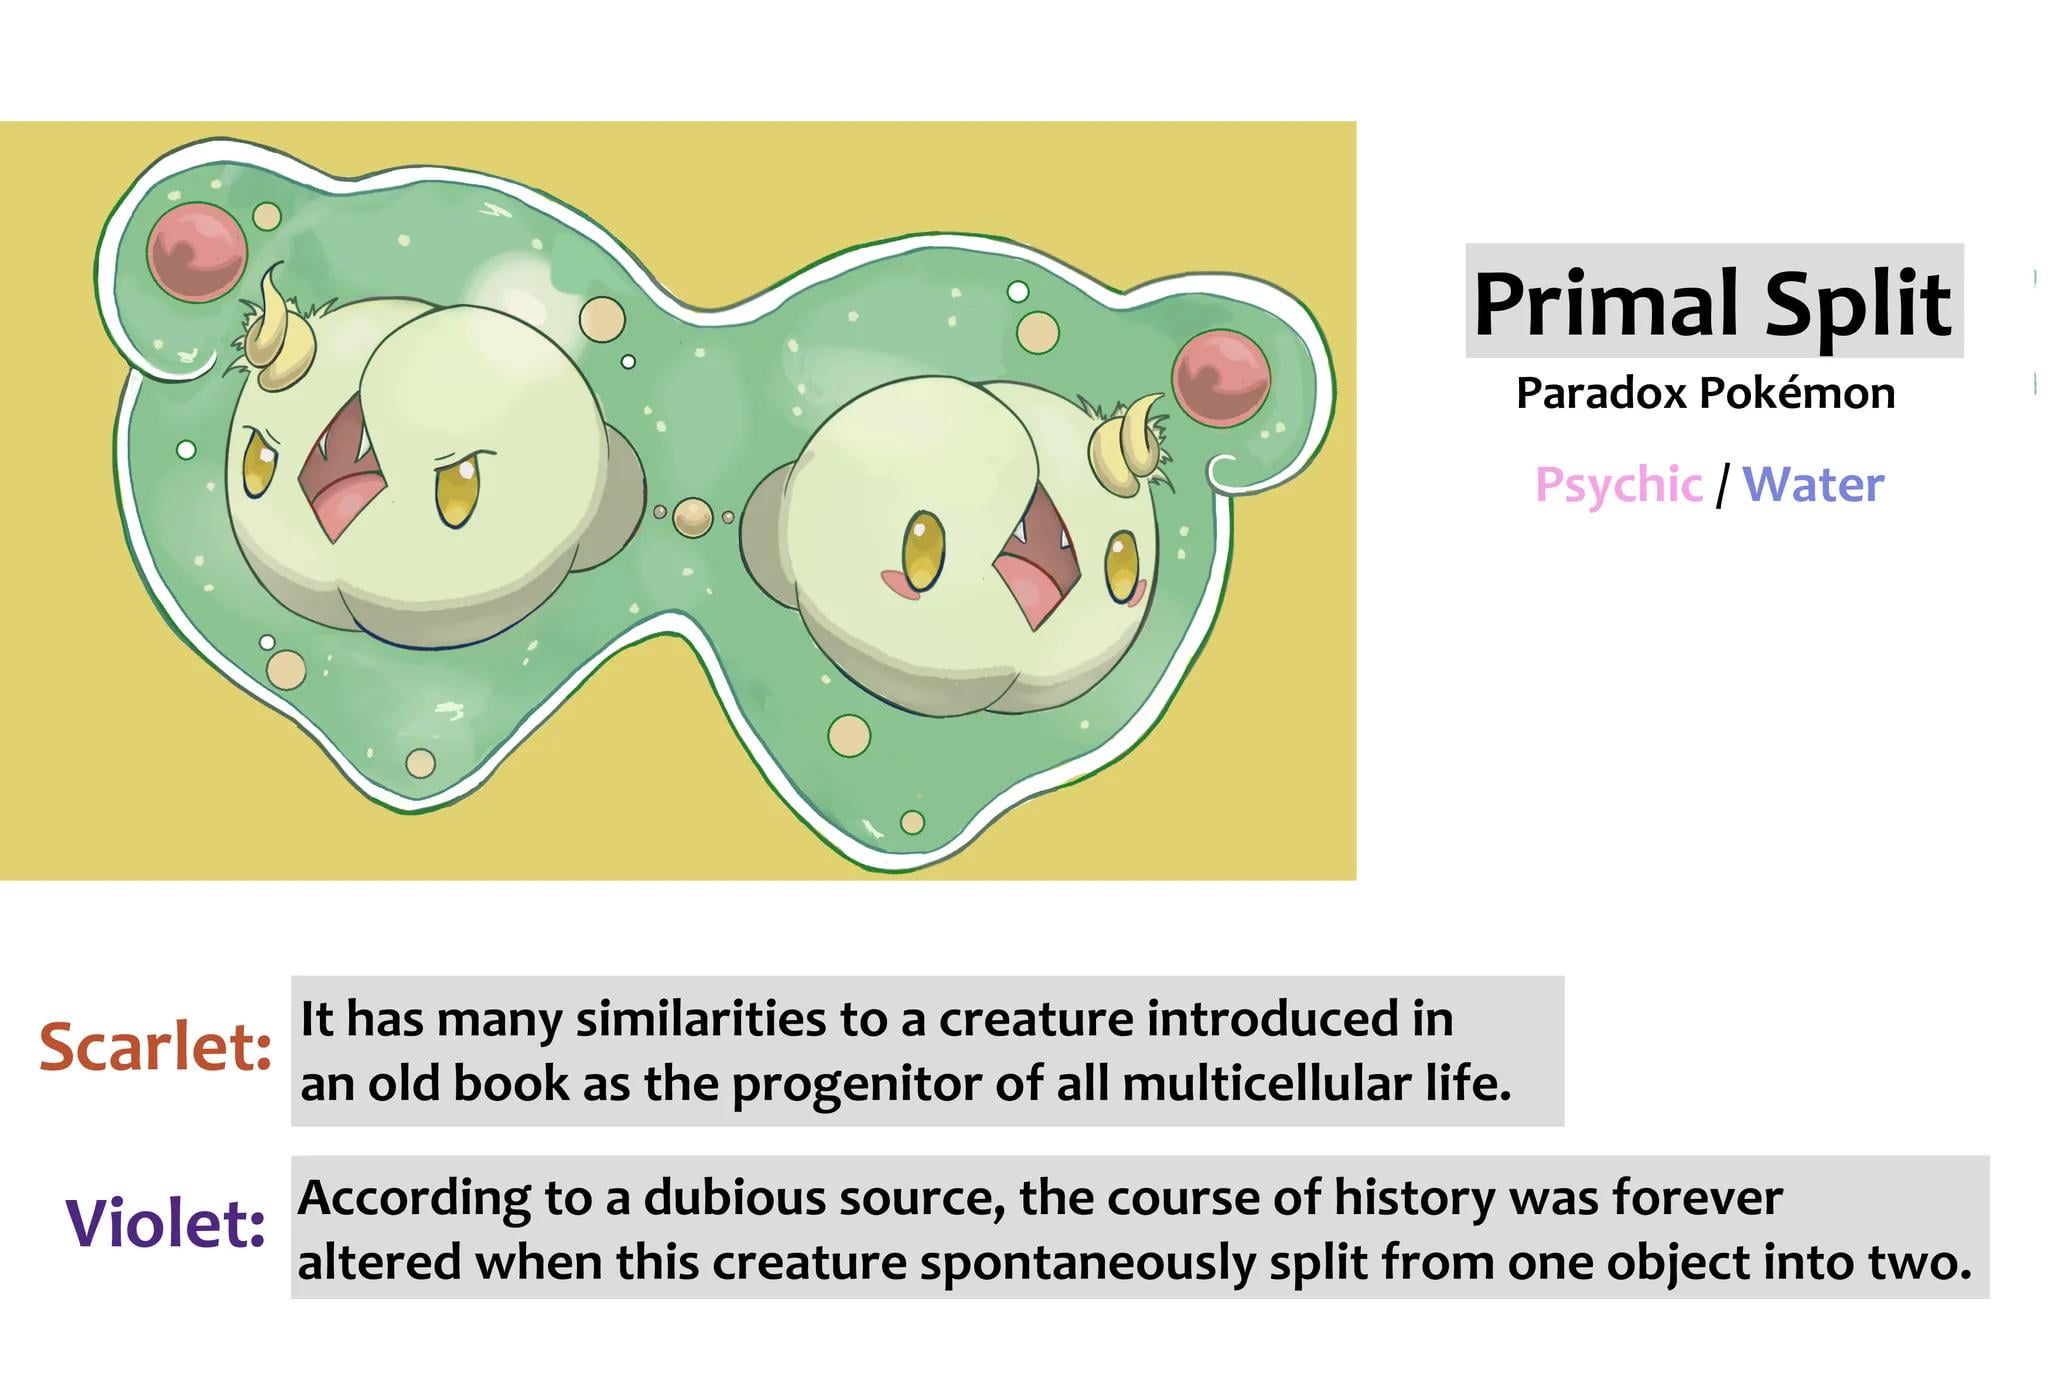 Primal Split
Paradox Pokémon
Psychic / Water
Scarlet:
It has many similarities to a creature introduced in
an old book as the progenitor of all multicellular life.
Violet:
According to a dubious source, the course of history was forever
altered when this creature spontaneously split from one object into two.